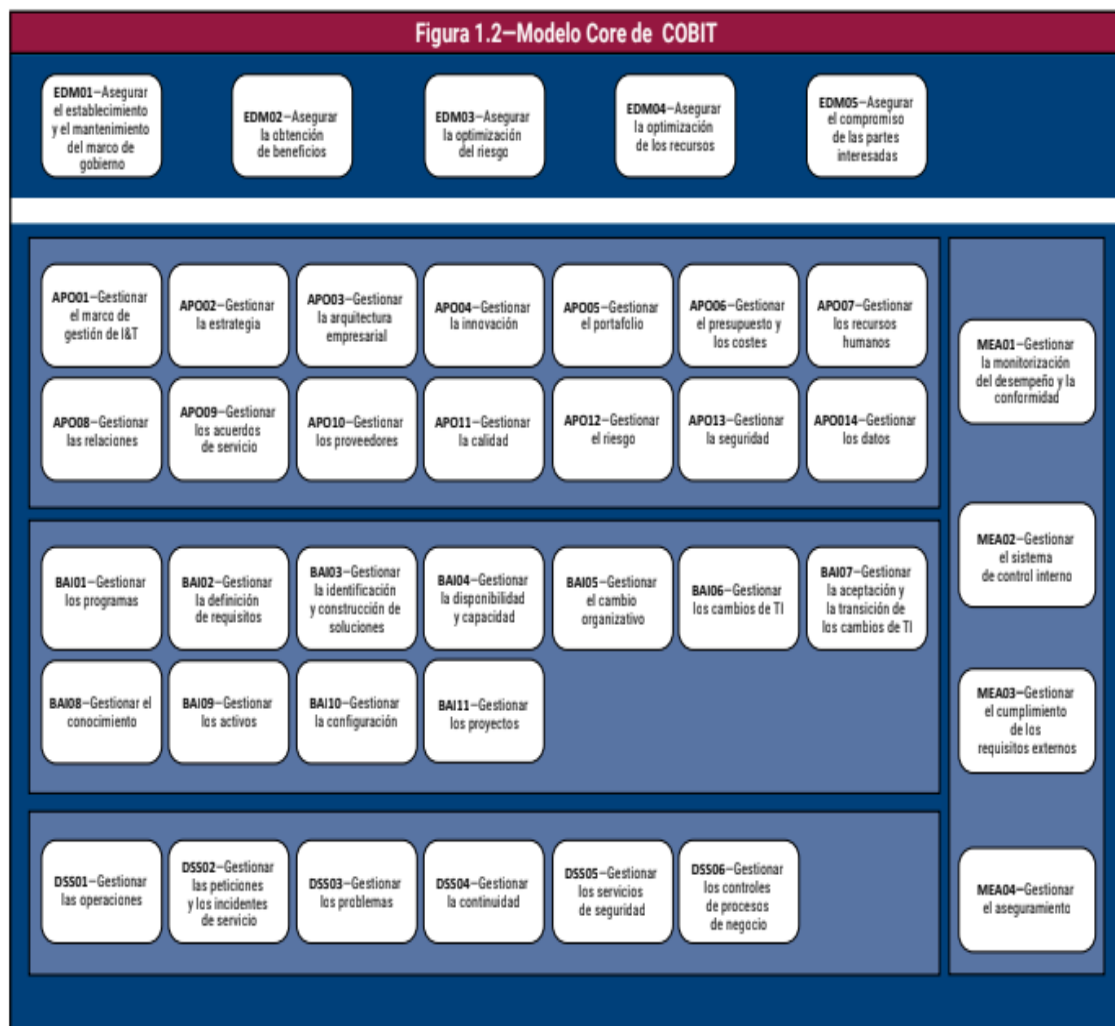 Figura 1.2—Modelo Core de COBIT
EDM01—Asegurar
el establecimiento
y el mantenimiento
del marco de
gobierno
EDM02—Asegurar
la obtención
de beneficios
EDM03—Asegurar
la optimización
del riesgo
EDM04—Asegurar
la optimización
de los recursos
EDM05—Asegurar
el compromiso
de las partes
interesadas
APO01—Gestionar
el marco de
gestión de I&T
APO02—Gestionar
la estrategia
APO03—Gestionar
la arquitectura
empresarial
APO04—Gestionar
la innovación
APO05—Gestionar
el portafolio
APO06—Gestionar
el presupuesto y
los costes
APO07—Gestionar
los recursos
humanos
APO08—Gestionar
las relaciones
APO09—Gestionar
los acuerdos
de servicio
APO10—Gestionar
los proveedores
APO11—Gestionar
la calidad
APO12—Gestionar
el riesgo
APO13—Gestionar
la seguridad
APO014—Gestionar
los datos
BAI01—Gestionar
los programas
BAI02—Gestionar
la definición
de requisitos
BAI03—Gestionar
la identificación
y construcción de
soluciones
BAI04—Gestionar
la disponibilidad
y capacidad
BAI05—Gestionar
el cambio
organizativo
BAI06—Gestionar
los cambios de TI
BAI07—Gestionar
la aceptación y
la transición de
los cambios de TI
BAI08—Gestionar el
conocimiento
BAI09—Gestionar
los activos
BAI10—Gestionar
la configuración
BAI11—Gestionar
los proyectos
DSS01—Gestionar
las operaciones
DSS02—Gestionar
las peticiones
y los incidentes
de servicio
DSS03—Gestionar
los problemas
DSS04—Gestionar
la continuidad
DSS05—Gestionar
los servicios
de seguridad
DSS06—Gestionar
los controles
de procesos
de negocio
MEA01—Gestionar
la monitorización
del desempeño y la
conformidad
MEA02—Gestionar
el sistema
de control interno
MEA03—Gestionar
el cumplimiento
de los
requisitos externos
MEA04—Gestionar
el aseguramiento